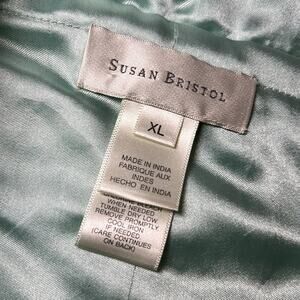 SUSAN BRISTOL
XL
MADE IN INDIA
FABRIQUE AUX
INDES
HECHO EN INDIA
WHEN NEEDED
TUMBLE DRY LOW
REMOVE PROMPTLY
COOL IRON
IF NEEDED
(CARE CONTINUES
ON BACK)